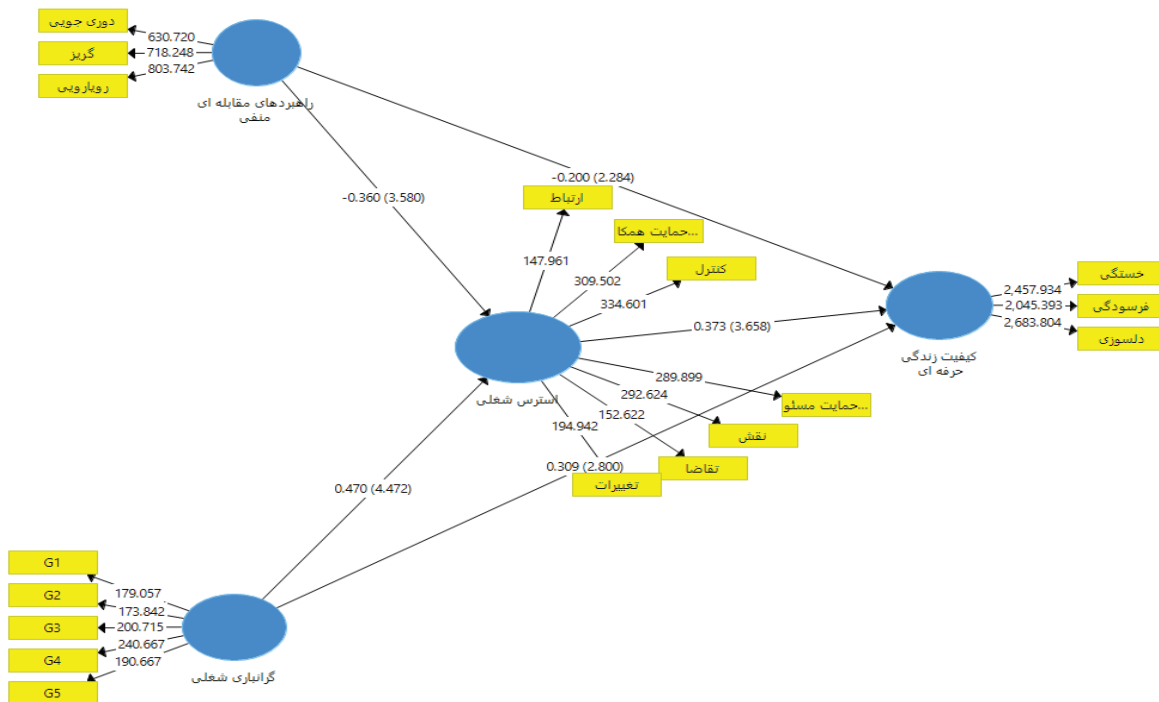 دوری جویی
630.720
گریز
718.248
رویارویی
803.742
راهبردهای مقابله ای
منفی
-0.200 (2.284)
-0.360 (3.580)
ارتباط
147.961
حمایت همکا...
309.502
کنترل
334.601
0.373 (3.658)
خستگی
2,457.934
فرسودگی
2,045.393
دلسوزی
2,683.804
کیفیت زندگی
حرفه ای
استرس شغلی
289.899
حمایت مسئو...
292.624
نقش
152.622
تقاضا
194.942
تغییرات
0.309 (2.800)
0.470 (4.472)
G1
179.057
G2
173.842
G3
200.715
G4
240.667
G5
190.667
گرانباری شغلی